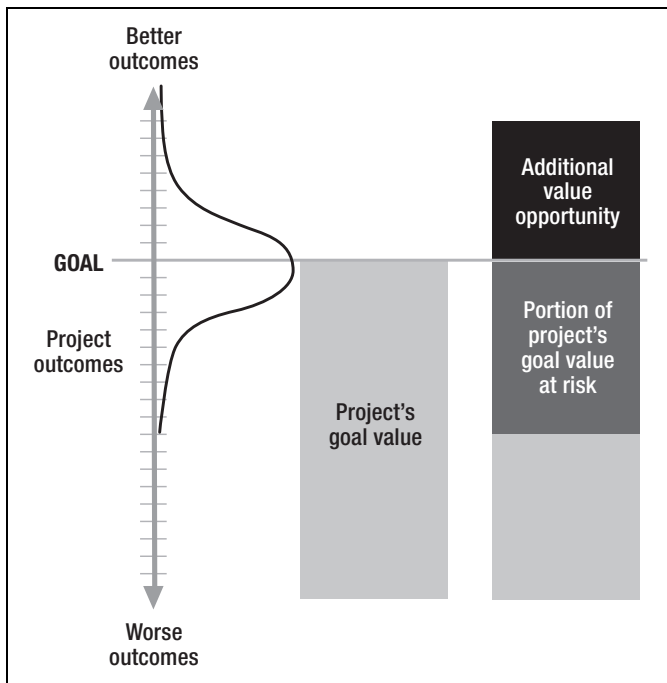 Better
outcomes
GOAL
Project
outcomes
Worse
outcomes
Project's
goal value
Additional
value
opportunity
Portion of
project's
goal value
at risk